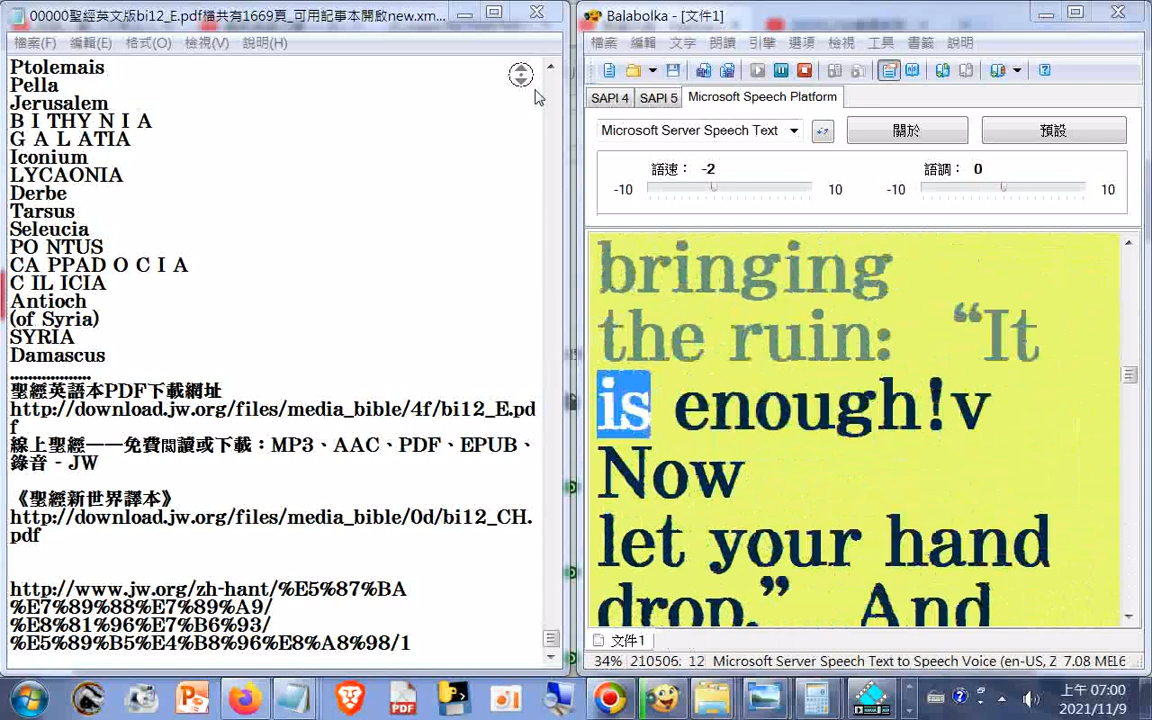 00000聖經英文版bi12_E.pdf檔共有1669頁_可用記事本開啟new.xm...
檔案(F) 編輯(E) 格式(O) 檢視(V) 說明(H)
Ptolemais
Pella
Jerusalem
B I THY N I A
G A L ATIA
Iconium
LYCAONIA
Derbe
Tarsus
Seleucia
PO NTUS
CA PPAD O C I A
C IL ICIA
Antioch
(of Syria)
SYRIA
Damascus
..................
聖經英語本PDF下載網址
http://download.jw.org/files/media_bible/4f/bi12_E.pd
f
線上聖經——免費閱讀或下載：MP3、AAC、PDF、EPUB、
錄音 - JW
《聖經新世界譯本》
http://download.jw.org/files/media_bible/0d/bi12_CH.
pdf
http://www.jw.org/zh-hant/%E5%87%BA
%E7%89%88%E7%89%A9/
%E8%81%96%E7%B6%93/
%E5%89%B5%E4%B8%96%E8%A8%98/1
Balabolka - [文件1]
檔案 編輯 文字 朗讀 引擎 選項 檢視 工具 書籤 說明
SAPI 4 SAPI 5 Microsoft Speech Platform
Microsoft Server Speech Text 關於 預設
語速： -2 語調： 0
-10 10 -10 10
bringing
the ruin: “It
is enough!v
Now
let your hand
drop.” And
文件1
34% 210506: 12 Microsoft Server Speech Text to Speech Voice (en-US, Z 7.08 МЕ́Б
PDF
上午 07:00
2021/11/9